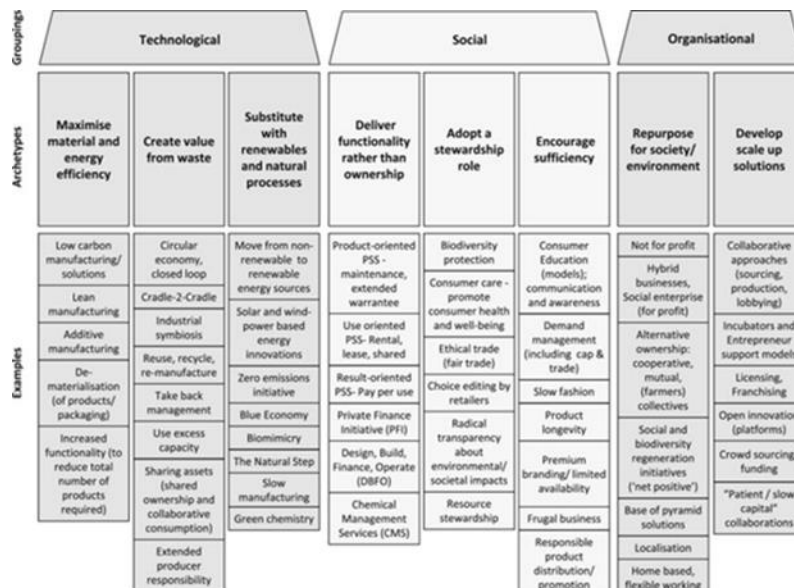 Groupings
Technological
Social
Organisational
Archetypes
Maximise
material and
energy
efficiency
Create value
from waste
Substitute
with
renewables
and natural
processes
Deliver
functionality
rather than
ownership
Adopt a
stewardship
role
Encourage
sufficiency
Repurpose
for society/
environment
Develop
scale up
solutions
Examples
Low carbon
manufacturing/
solutions
Lean
manufacturing
Additive
manufacturing
De-
materialisation
(of products/
packaging)
Increased
functionality (to
reduce total
number of
products
required)
Circular
economy,
closed loop
Cradle-2-Cradle
Industrial
symbiosis
Reuse, recycle,
re-manufacture
Take back
management
Use excess
capacity
Sharing assets
(shared
ownership and
collaborative
consumption)
Extended
producer
responsibility
Move from non-
renewable to
renewable
energy sources
Solar and wind-
power based
energy
innovations
Zero emissions
initiative
Blue Economy
Biomimicry
The Natural Step
Slow
manufacturing
Green chemistry
Product-oriented
PSS -
maintenance,
extended
warrantee
Use oriented
PSS- Rental,
lease, shared
Result-oriented
PSS- Pay per use
Private Finance
Initiative (PFI)
Design, Build,
Finance, Operate
(DBFO)
Chemical
Management
Services (CMS)
Biodiversity
protection
Consumer care -
promote
consumer health
and well-being
Ethical trade
(fair trade)
Choice editing by
retailers
Radical
transparency
about
environmental/
societal impacts
Resource
stewardship
Consumer
Education
(models);
communication
and awareness
Demand
management
(including cap &
trade)
Slow fashion
Product
longevity
Premium
branding/ limited
availability
Frugal business
Responsible
product
distribution/
promotion
Not for profit
Hybrid
businesses,
Social enterprise
(for profit)
Alternative
ownership:
cooperative,
mutual,
(farmers)
collectives
Social and
biodiversity
regeneration
initiatives
('net positive')
Base of pyramid
solutions
Localisation
Home based,
flexible working
Collaborative
approaches
(sourcing,
production,
lobbying)
Incubators and
Entrepreneur
support models
Licensing,
Franchising
Open innovation
(platforms)
Crowd sourcing/
funding
"Patient / slow
capital"
collaborations